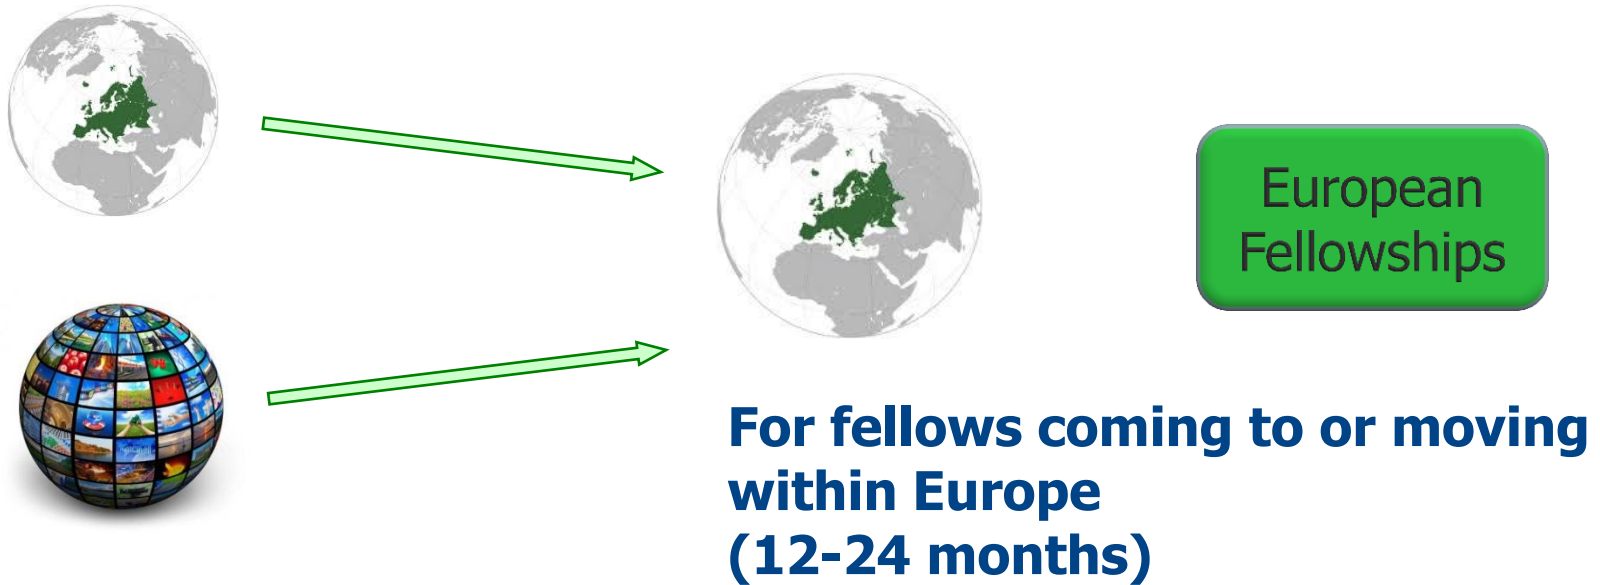 European
Fellowships
For fellows coming to or moving
within Europe
(12-24 months)